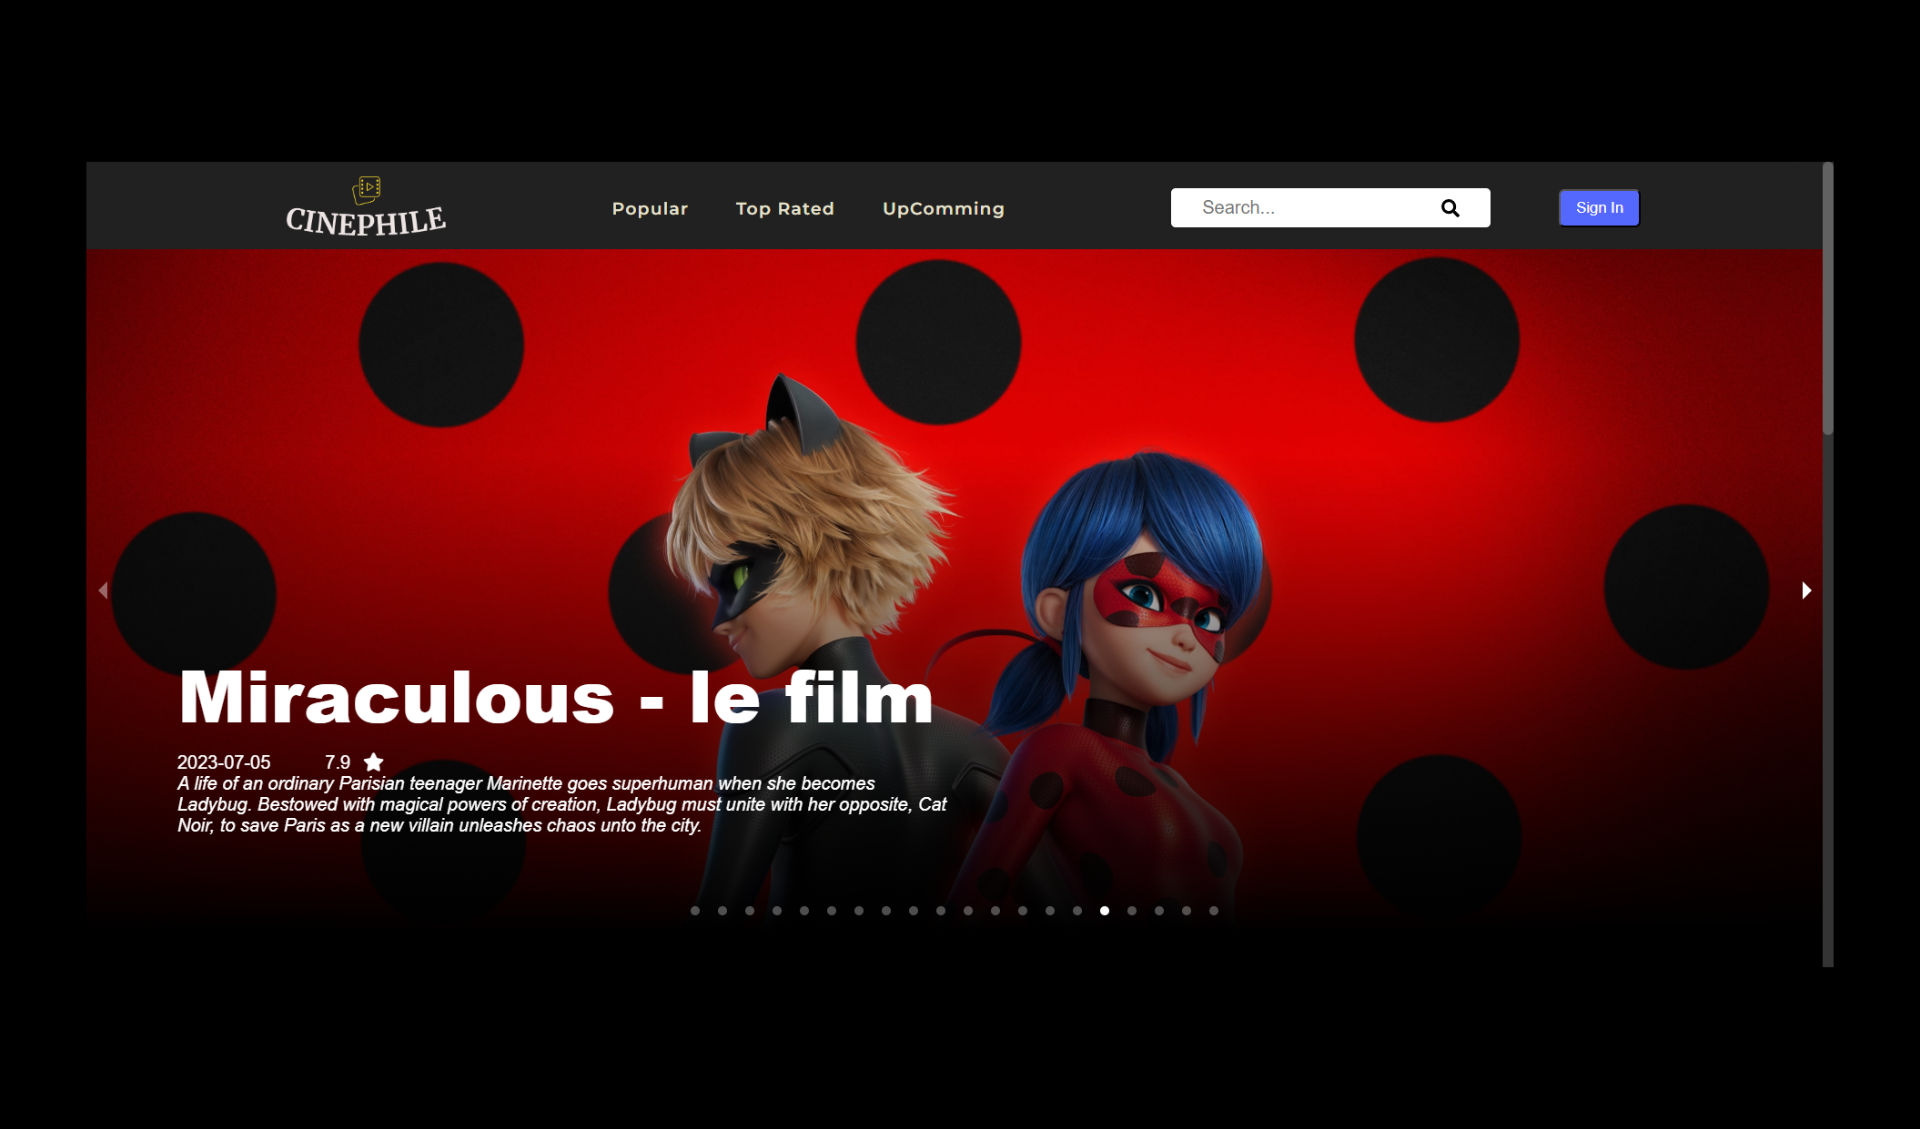 CINEPHILE
Popular
Top Rated
UpComming
Search...
Sign In
Miraculous - le film
2023-07-05 7.9
A life of an ordinary Parisian teenager Marinette goes superhuman when she becomes
Ladybug. Bestowed with magical powers of creation, Ladybug must unite with her opposite, Cat
Noir, to save Paris as a new villain unleashes chaos unto the city.